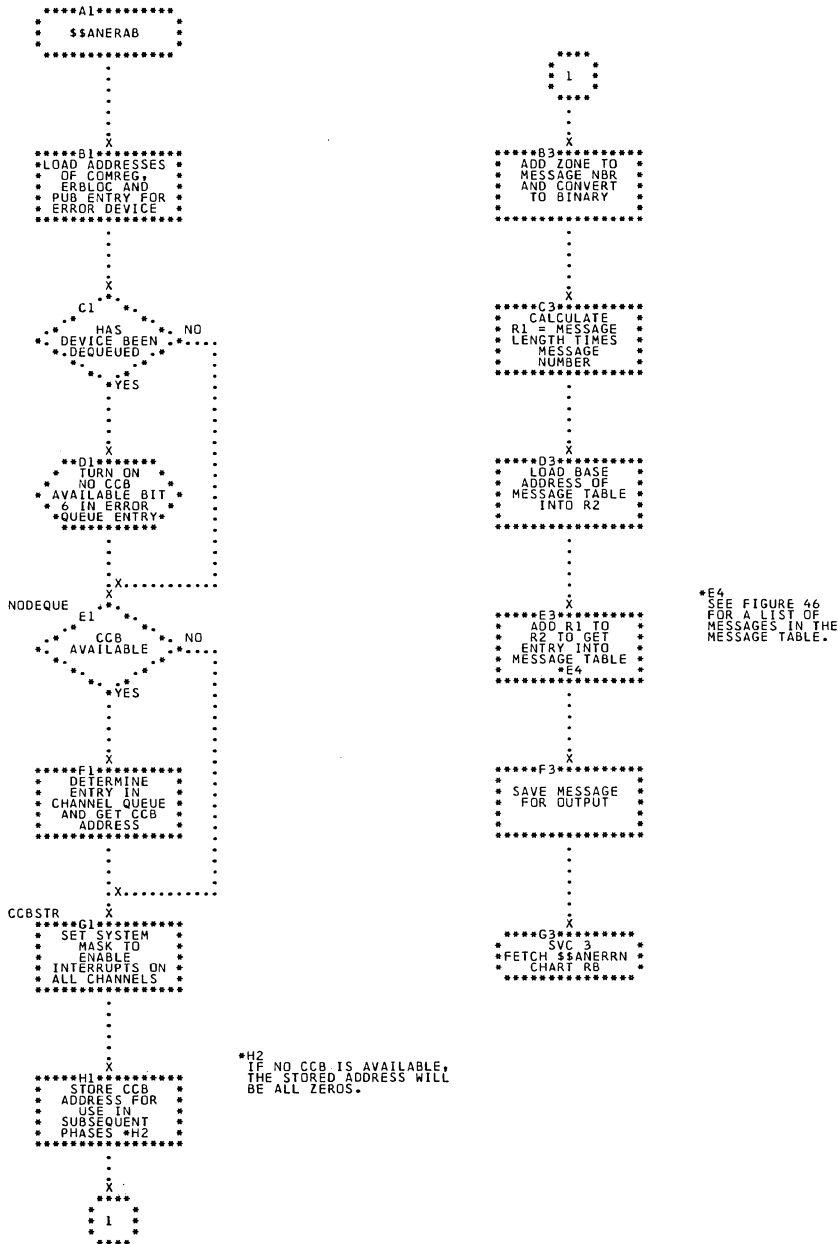 A1
$$ANERAB
B1
LOAD ADDRESSES
OF COMREG,
ERBLOC AND
PUB ENTRY FOR
ERROR DEVICE
C1
HAS
DEVICE BEEN
DEQUEUED
NO
YES
D1
TURN ON
NO CCB
AVAILABLE BIT
6 IN ERROR
QUEUE ENTRY
NODEQUE
E1
CCB
AVAILABLE
NO
YES
F1
DETERMINE
ENTRY IN
CHANNEL QUEUE
AND GET CCB
ADDRESS
CCBSTR
G1
SET SYSTEM
MASK TO
ENABLE
INTERRUPTS ON
ALL CHANNELS
H1
STORE CCB
ADDRESS FOR
USE IN
SUBSEQUENT
PHASES *H2
1
*H2
IF NO CCB IS AVAILABLE,
THE STORED ADDRESS WILL
BE ALL ZEROS.
1
B3
ADD ZONE TO
MESSAGE NBR
AND CONVERT
TO BINARY
C3
CALCULATE
R1 = MESSAGE
LENGTH TIMES
MESSAGE
NUMBER
D3
LOAD BASE
ADDRESS OF
MESSAGE TABLE
INTO R2
E3
ADD R1 TO
R2 TO GET
ENTRY INTO
MESSAGE TABLE
*E4
*E4
SEE FIGURE 46
FOR A LIST OF
MESSAGES IN THE
MESSAGE TABLE.
F3
SAVE MESSAGE
FOR OUTPUT
G3
SVC 3
FETCH $$ANERRN
CHART RB